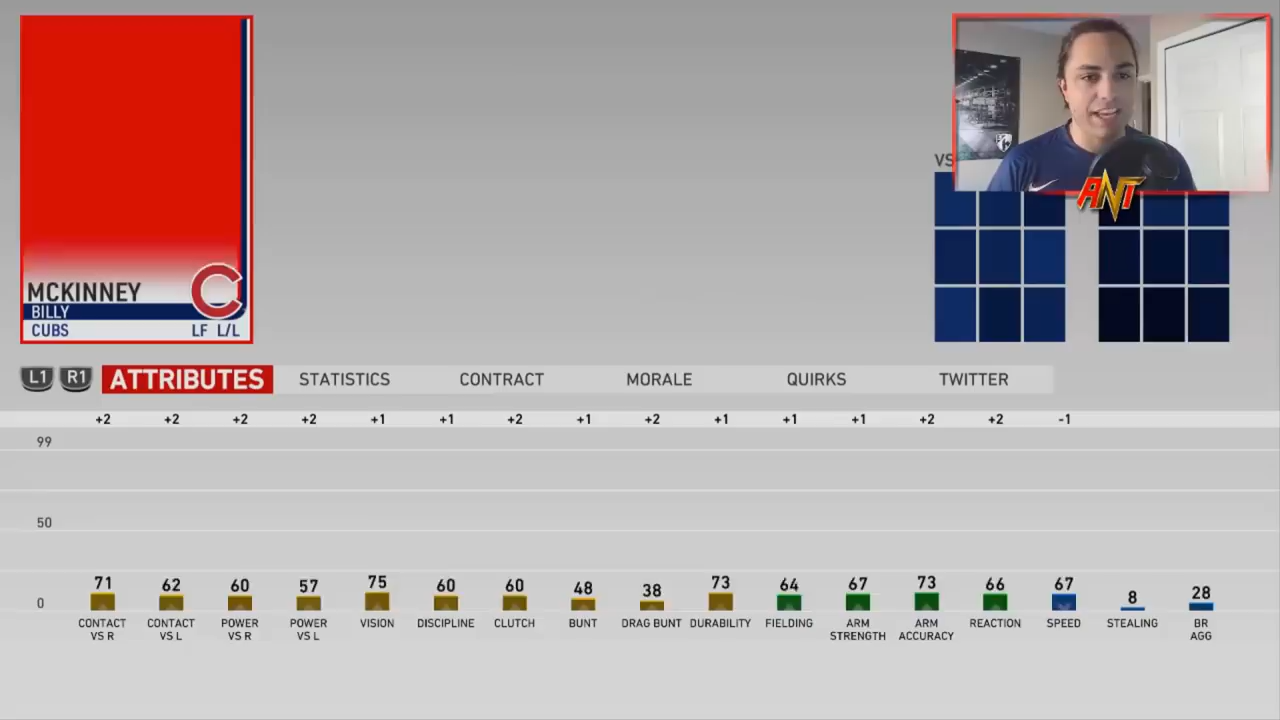 MCKINNEY
BILLY
CUBS LF L/L
VS
ANT
L1 R1 ATTRIBUTES STATISTICS CONTRACT MORALE QUIRKS TWITTER
+2 +2 +2 +2 +1 +1 +2 +1 +2 +1 +1 +1 +2 +2 -1
99
50
0
71 62 60 57 75 60 60 48 38 73 64 67 73 66 67 8 28
CONTACT VS R
CONTACT VS L
POWER VS R
POWER VS L
VISION
DISCIPLINE
CLUTCH
BUNT
DRAG BUNT
DURABILITY
FIELDING
ARM STRENGTH
ARM ACCURACY
REACTION
SPEED
STEALING
BR AGG